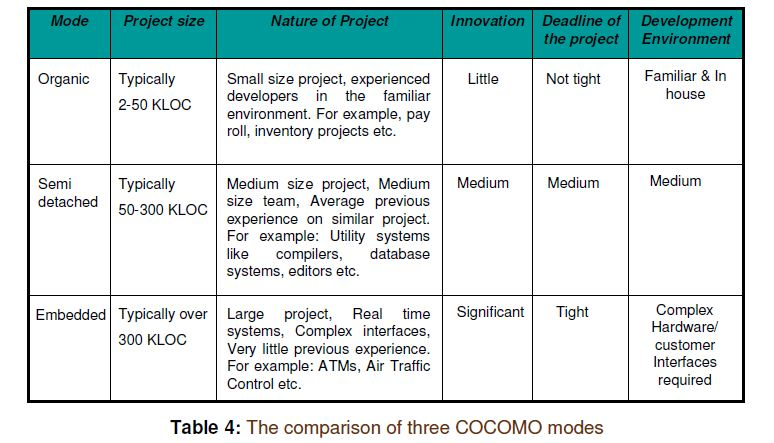 Mode
Project size
Nature of Project
Innovation
Deadline of
the project
Development
Environment
Organic
Typically
2-50 KLOC
Small size project, experienced
developers in the familiar
environment. For example, pay
roll, inventory projects etc.
Little
Not tight
Familiar & In
house
Semi
detached
Typically
50-300 KLOC
Medium size project, Medium
size team, Average previous
experience on similar project.
For example: Utility systems
like compilers, database
systems, editors etc.
Medium
Medium
Medium
Embedded
Typically over
300 KLOC
Large project, Real time
systems, Complex interfaces,
Very little previous experience.
For example: ATMs, Air Traffic
Control etc.
Significant
Tight
Complex
Hardware/
customer
Interfaces
required
Table 4: The comparison of three COCOMO modes